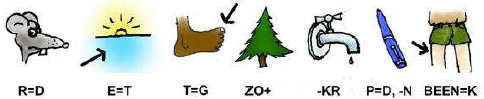 R=D E=T T=G ZO+ -KR P=D, -N BEEN=K